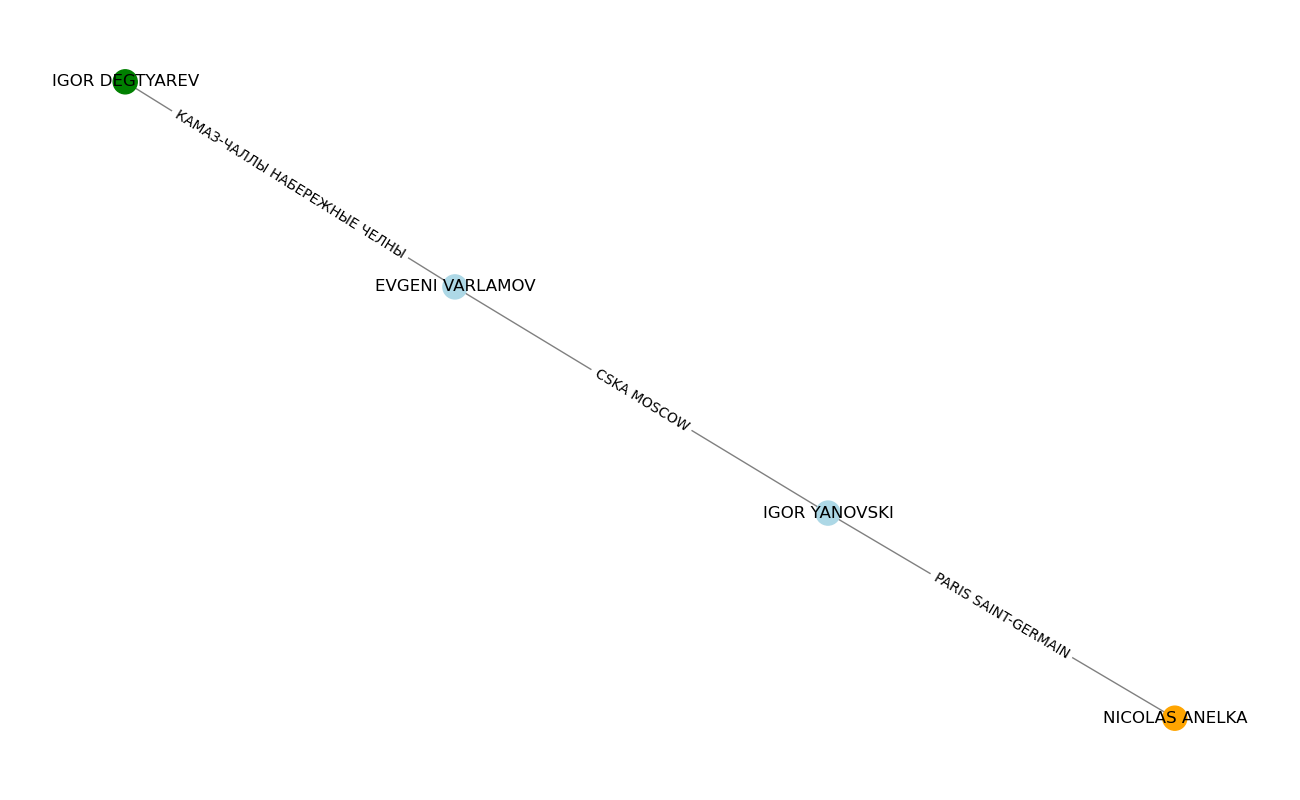 IGOR DEGTYAREV
КАМАЗ-ЧАЛЛЫ НАБЕРЕЖНЫЕ ЧЕЛНЫ
EVGENI VARLAMOV
CSKA MOSCOW
IGOR YANOVSKI
PARIS SAINT-GERMAIN
NICOLAS ANELKA